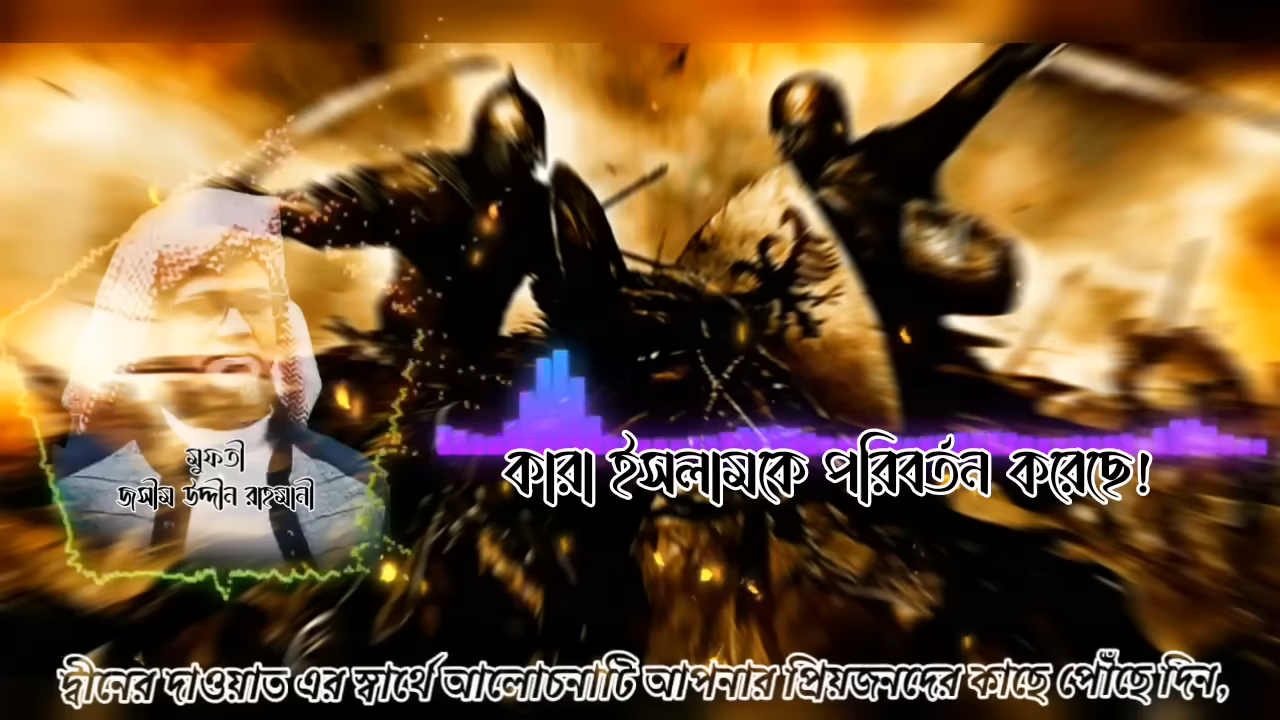 মুফতী
জসীম উদ্দীন রাহমানী
কারা ইসলামকে পরিবর্তন করেছে!
দ্বীনের দাওয়াত এর স্বার্থে আলোচনাটি আপনার প্রিয়জনদের কাছে পৌঁছে দিন,